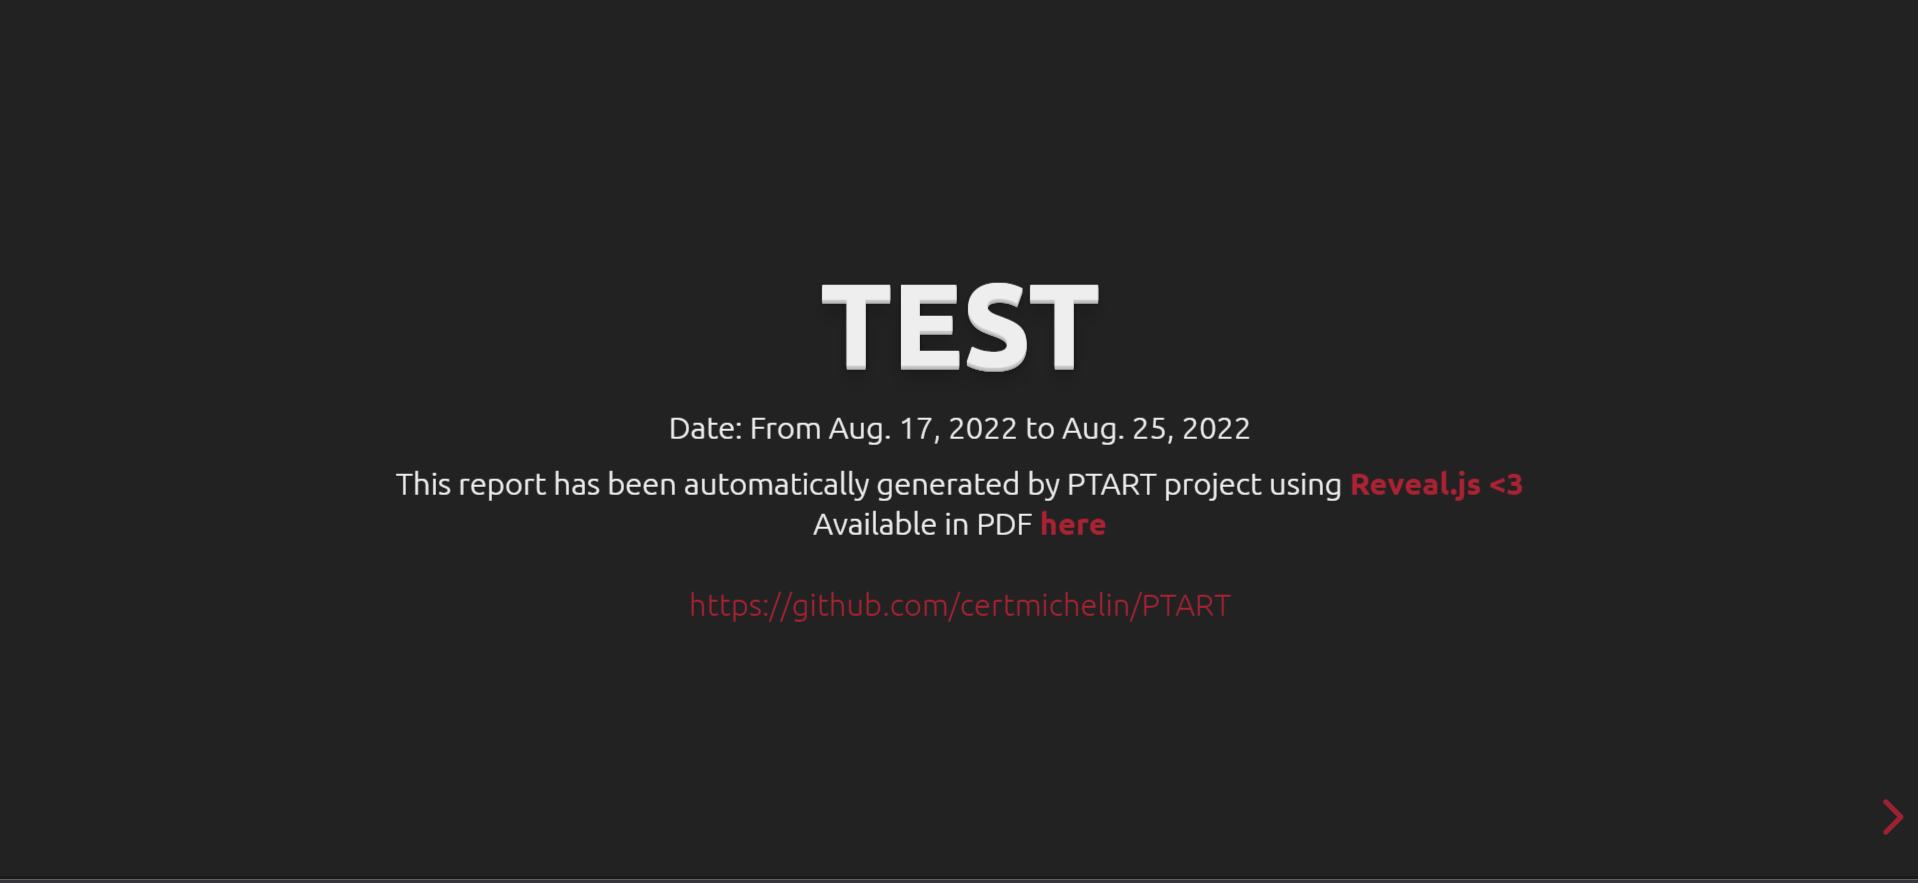 TEST
Date: From Aug. 17, 2022 to Aug. 25, 2022
This report has been automatically generated by PTART project using Reveal.js <3
Available in PDF here
https://github.com/certmichelin/PTART